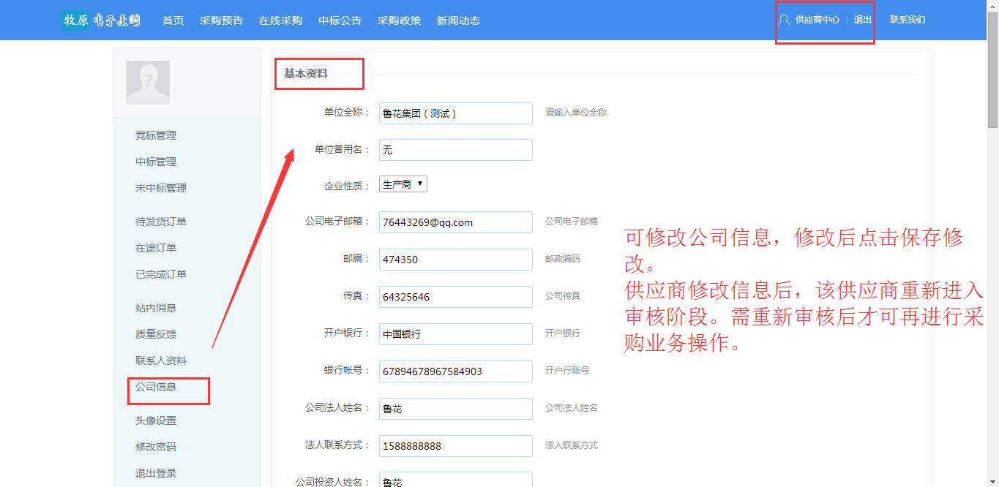 牧原 电子采购 首页 采购预告 在线采购 中标公告 采购政策 新闻动态 供应商中心 退出 联系我们
基本资料
单位全称： 鲁花集团（测试） 请输入单位全称
单位曾用名： 无
企业性质： 生产商
公司电子邮箱： 76443269@qq.com 公司电子邮箱
邮编： 474350 邮政编码
传真： 64325646 公司传真
开户银行： 中国银行 开户银行
银行帐号： 67894678967584903 开户行账号
公司法人姓名： 鲁花 公司法人姓名
法人联系方式： 1588888888 法人联系方式
公司投资人姓名： 鲁花
竞标管理
中标管理
未中标管理
待发货订单
在途订单
已完成订单
站内消息
质量反馈
联系人资料
公司信息
头像设置
修改密码
退出登录
可修改公司信息，修改后点击保存修
改。
供应商修改信息后，该供应商重新进入
审核阶段。需重新审核后才可再进行采
购业务操作。